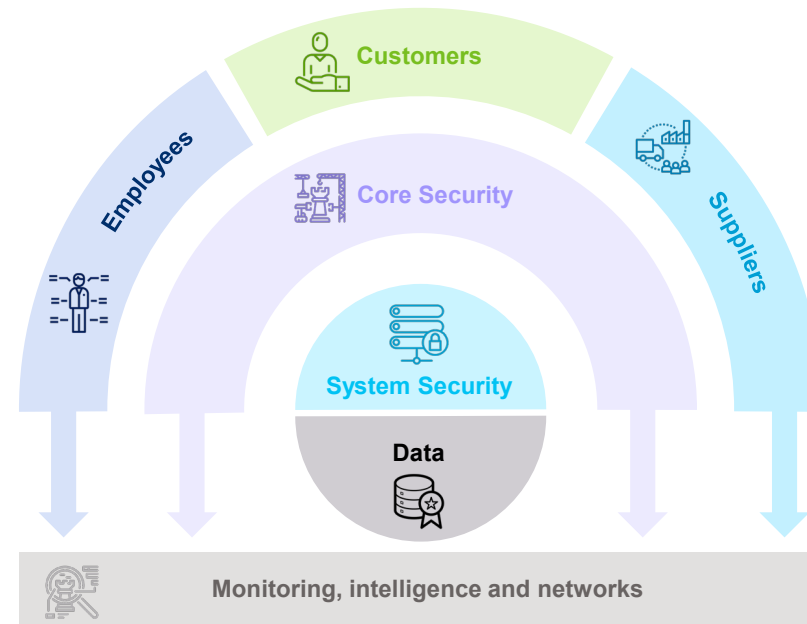 Customers
Employees
Suppliers
Core Security
System Security
Data
Monitoring, intelligence and networks